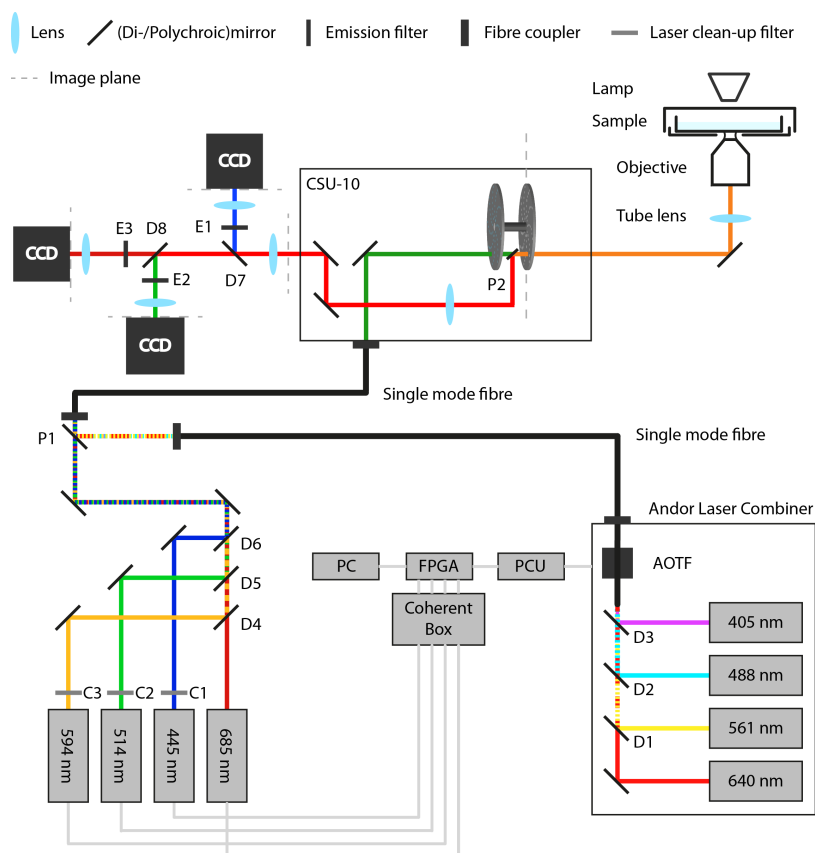 Lens
(Di-/Polychroic)mirror
Emission filter
Fibre coupler
Laser clean-up filter
Image plane
Lamp
Sample
Objective
Tube lens
CCD
CSU-10
E1
E3
D8
CCD
E2
D7
P2
CCD
Single mode fibre
P1
Single mode fibre
Andor Laser Combiner
D6
PC
FPGA
PCU
AOTF
D5
Coherent
Box
D4
405 nm
D3
488 nm
D2
C3
C2
C1
561 nm
D1
594 nm
514 nm
445 nm
685 nm
640 nm